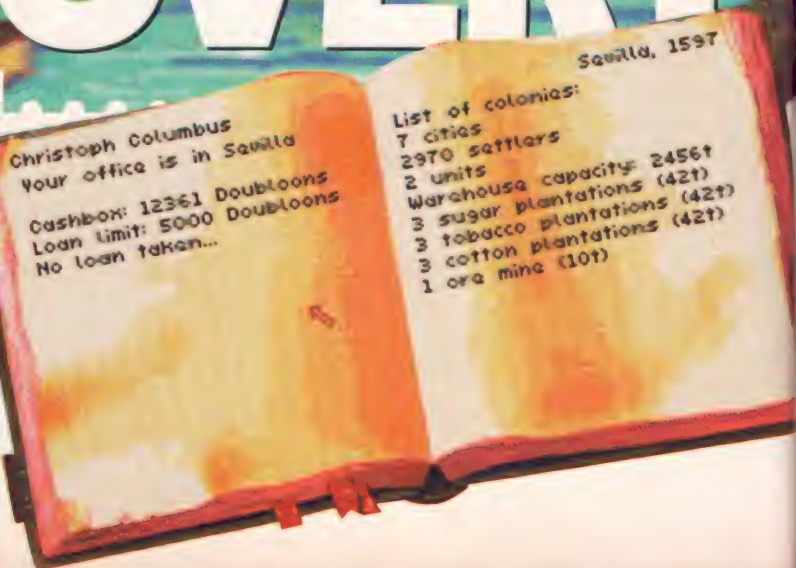 OVERY
Christoph Columbus
Your office is in Sevilla
Cashbox: 12361 Doubloons
Loan limit: 5000 Doubloons
No loan taken...
Sevilla, 1597
List of colonies:
7 cities
2970 settlers
2 units
Warehouse capacity: 2456t
3 sugar plantations (42t)
3 tobacco plantations (42t)
3 cotton plantations (42t)
1 ore mine (10t)